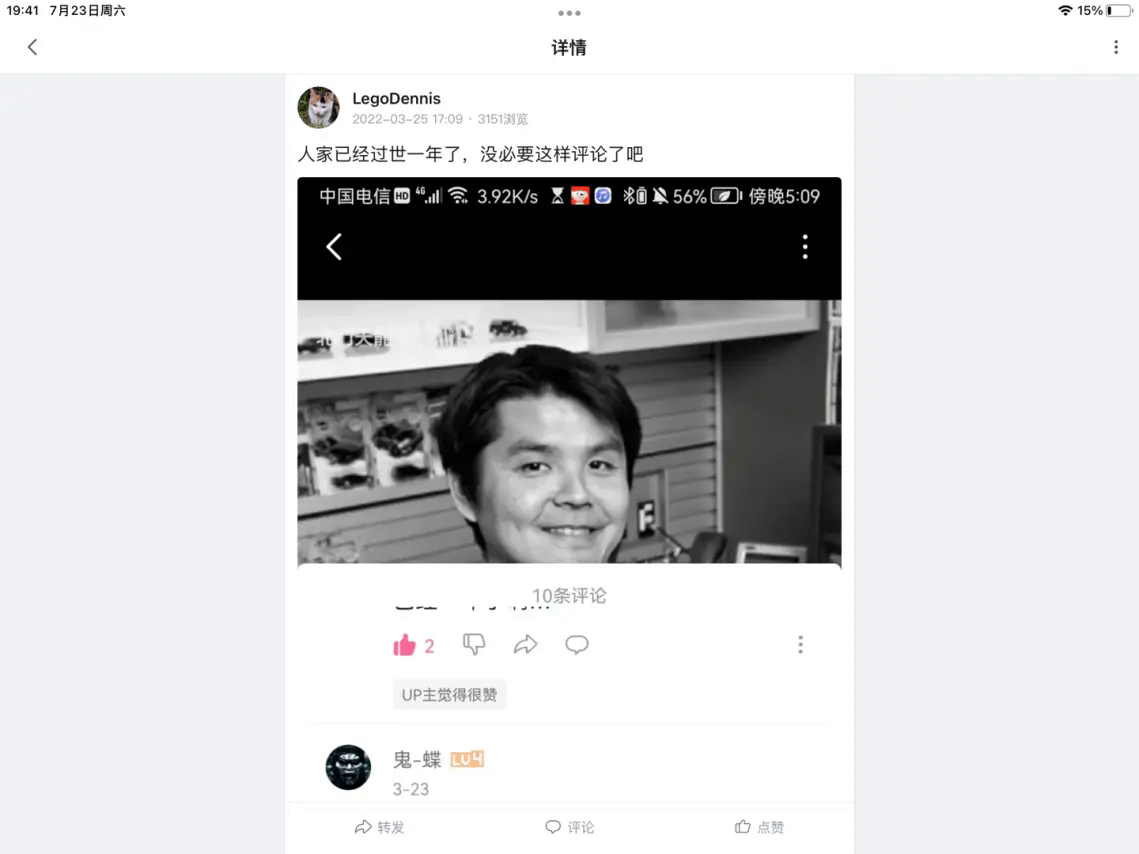 19:41 7月23日周六
15%
详情
LegoDennis
2022-03-25 17:09 · 3151浏览
人家已经过世一年了，没必要这样评论了吧
中国电信 HD 4G 3.92K/s 56% 傍晚5:09
10条评论
2
UP主觉得很赞
鬼-蝶 LV4
3-23
转发
评论
点赞